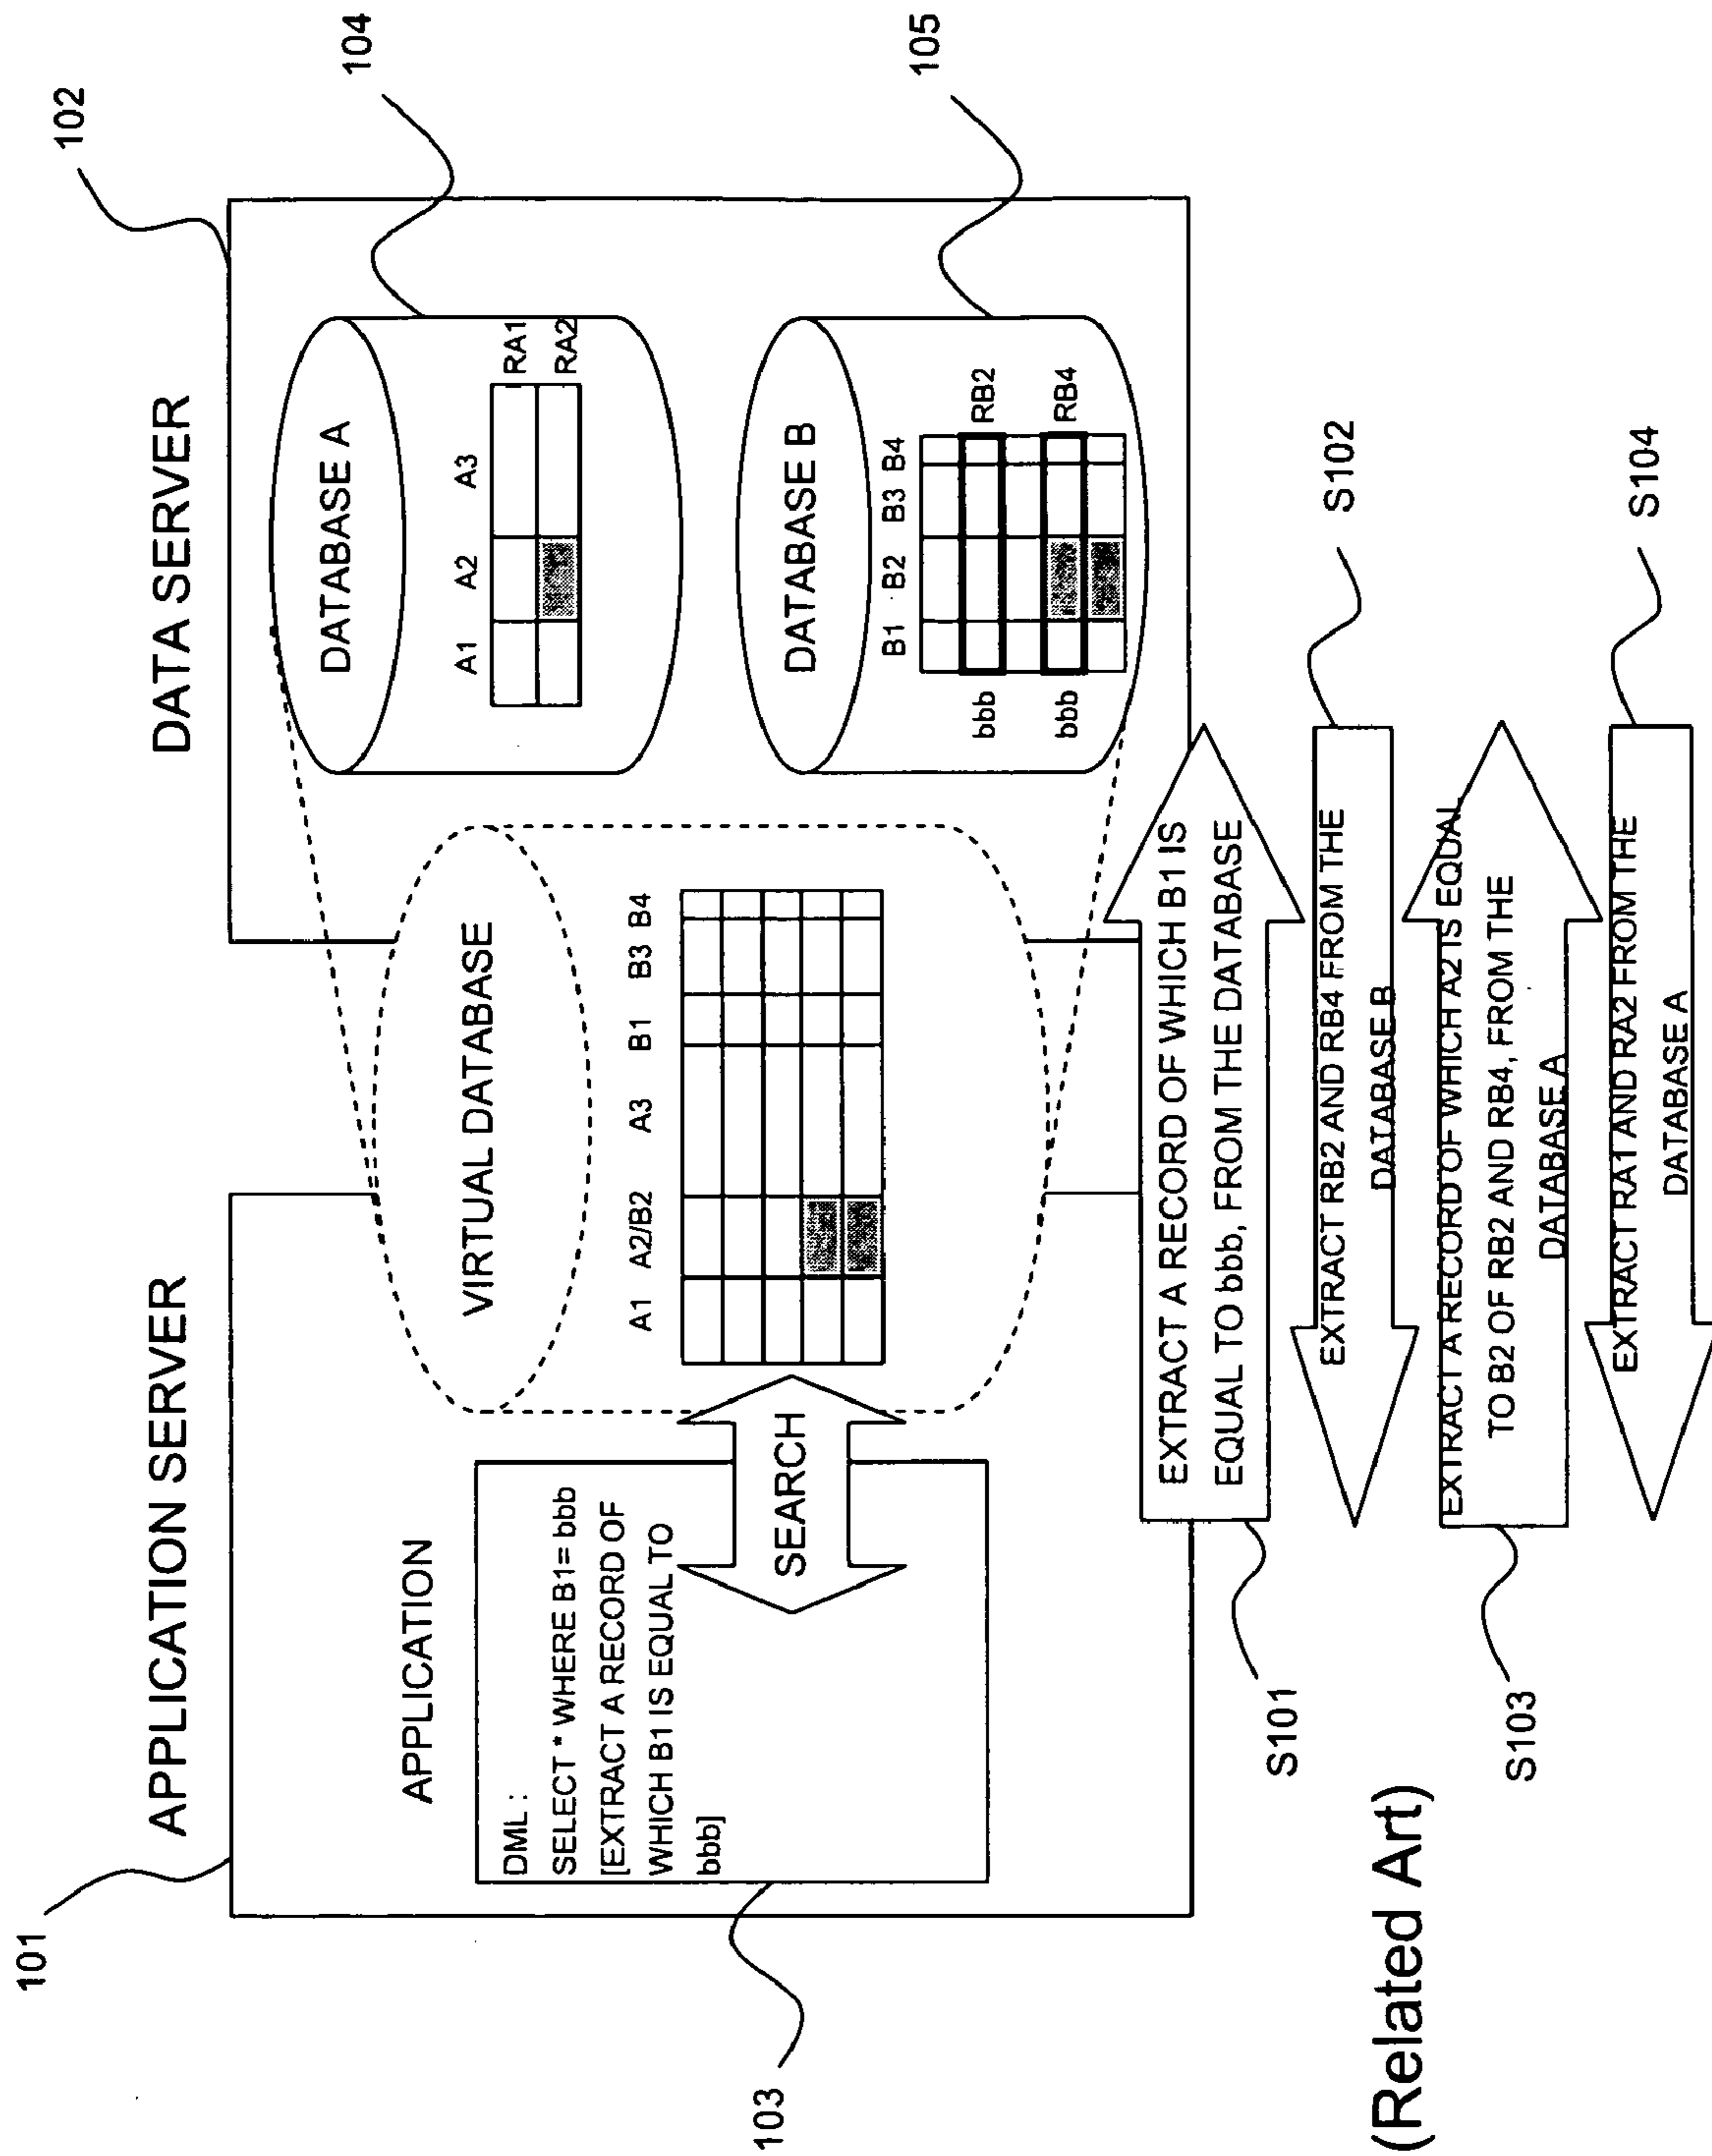 APPLICATION SERVER
DATA SERVER
101
102
APPLICATION
DML :
SELECT * WHERE B1= bbb
[EXTRACT A RECORD OF
WHICH B1 IS EQUAL TO
bbb]
103
SEARCH
VIRTUAL DATABASE
A1 A2/B2 A3 B1 B3 B4
DATABASE A
104
A1 A2 A3
RA1
RA2
DATABASE B
105
B1 B2 B3 B4
bbb RB2
bbb RB4
EXTRACT A RECORD OF WHICH B1 IS
EQUAL TO bbb, FROM THE DATABASE
S101
EXTRACT RB2 AND RB4 FROM THE
DATABASE B
S102
EXTRACT A RECORD OF WHICH A2 IS EQUAL
TO B2 OF RB2 AND RB4, FROM THE
DATABASE A
S103
EXTRACT RA1 AND RA2 FROM THE
DATABASE A
S104
(Related Art)